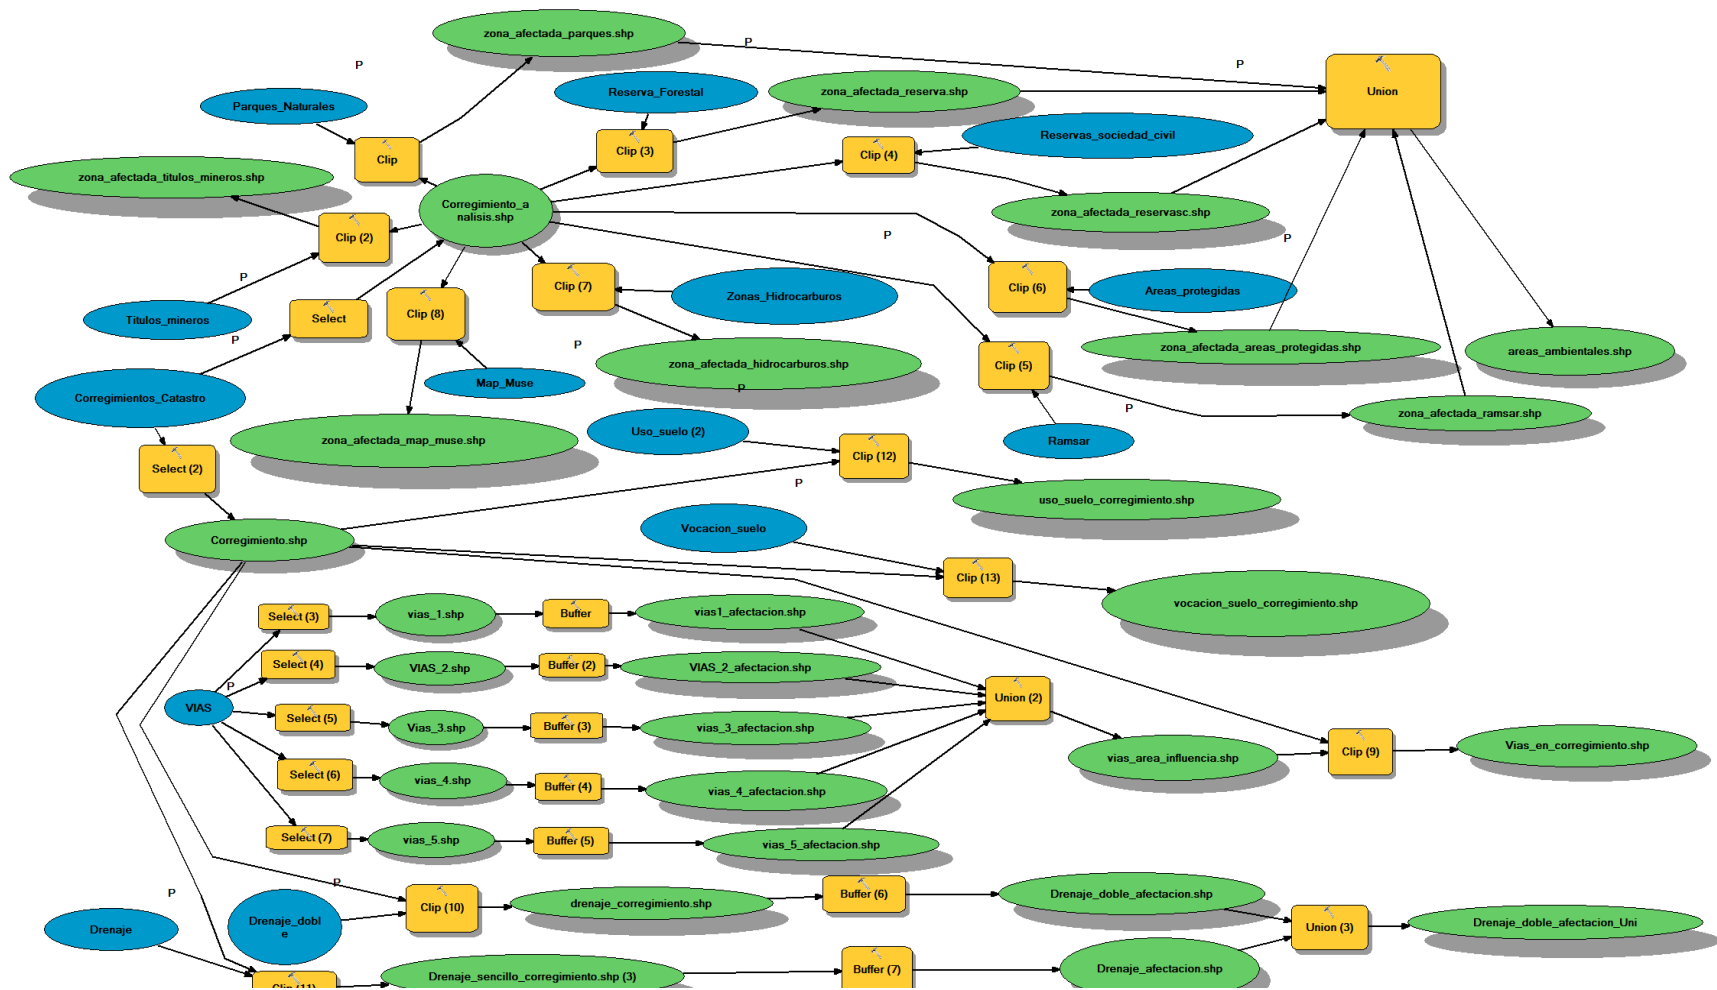 zona_afectada_parques.shp
P
P
P
Union
Parques_Naturales
Reserva_Forestal
zona_afectada_reserva.shp
Clip
Clip (3)
Clip (4)
Reservas_sociedad_civil
zona_afectada_titulos_mineros.shp
Corregimiento_a
nalisis.shp
zona_afectada_reservasc.shp
Clip (2)
P
P
P
Titulos_mineros
Select
Clip (8)
Clip (7)
Zonas_Hidrocarburos
Clip (6)
Areas_protegidas
P
P
zona_afectada_hidrocarburos.shp
zona_afectada_areas_protegidas.shp
areas_ambientales.shp
Corregimientos_Catastro
Map_Muse
P
Clip (5)
P
zona_afectada_ramsar.shp
zona_afectada_map_muse.shp
Uso_suelo (2)
Ramsar
Select (2)
Clip (12)
P
uso_suelo_corregimiento.shp
Corregimiento.shp
Vocacion_suelo
Clip (13)
vocacion_suelo_corregimiento.shp
Select (3)
vias_1.shp
Buffer
vias1_afectacion.shp
Select (4)
VIAS_2.shp
Buffer (2)
VIAS_2_afectacion.shp
P
VIAS
Union (2)
Select (5)
Vias_3.shp
Buffer (3)
vias_3_afectacion.shp
vias_area_influencia.shp
Clip (9)
Vias_en_corregimiento.shp
Select (6)
vias_4.shp
Buffer (4)
vias_4_afectacion.shp
Select (7)
vias_5.shp
Buffer (5)
vias_5_afectacion.shp
P
P
Drenaje_dobl
e
Clip (10)
drenaje_corregimiento.shp
Buffer (6)
Drenaje_doble_afectacion.shp
Drenaje
Union (3)
Drenaje_doble_afectacion_Uni
Clip (11)
Drenaje_sencillo_corregimiento.shp (3)
Buffer (7)
Drenaje_afectacion.shp